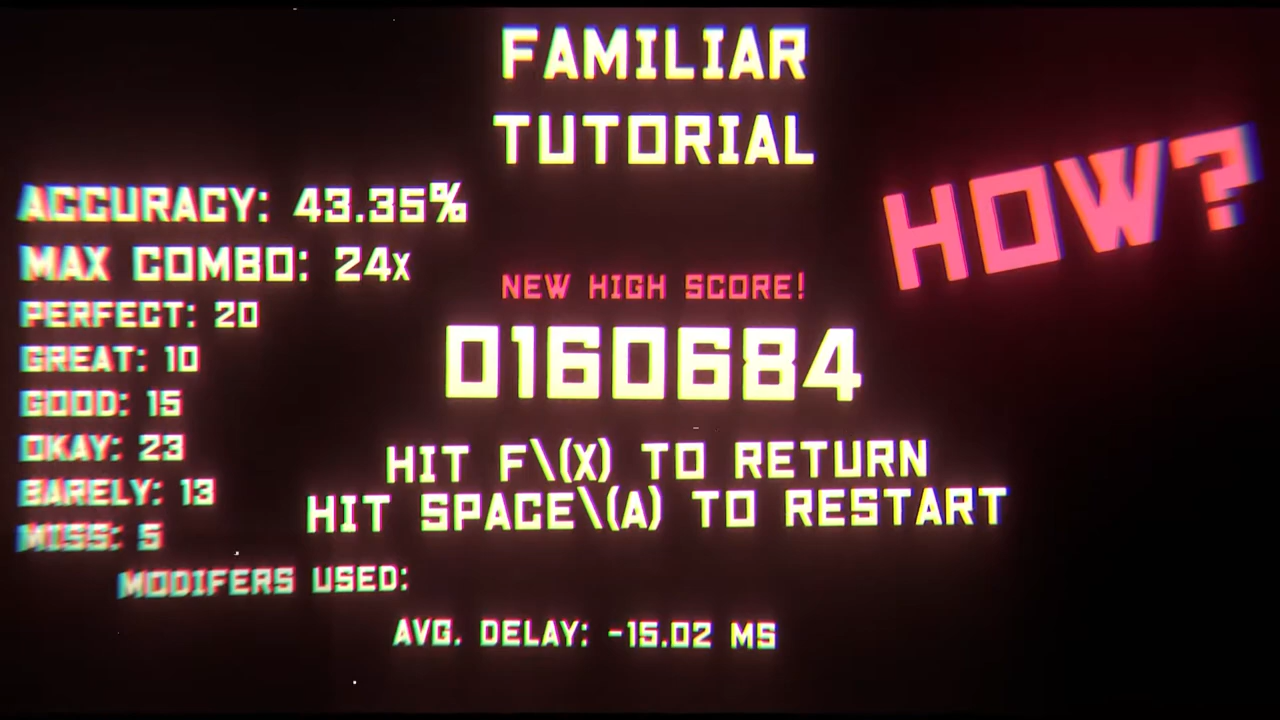 FAMILIAR
TUTORIAL
HOW?
ACCURACY: 43.35%
MAX COMBO: 24x
PERFECT: 20
GREAT: 10
GOOD: 15
OKAY: 23
BARELY: 13
MISS: 5
MODIFERS USED:
NEW HIGH SCORE!
0160684
HIT F\(X) TO RETURN
HIT SPACE\(A) TO RESTART
AVG. DELAY: -15.02 MS